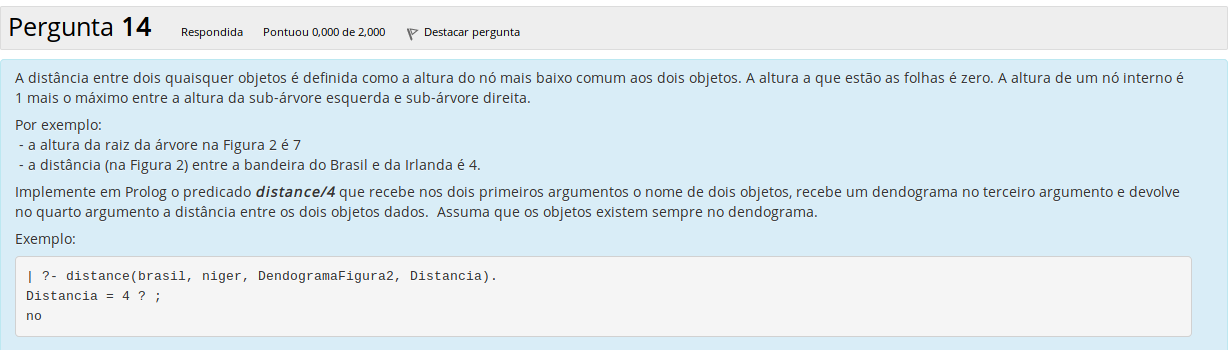 Pergunta 14 Respondida Pontuou 0,000 de 2,000 Destacar pergunta
A distância entre dois quaisquer objetos é definida como a altura do nó mais baixo comum aos dois objetos. A altura a que estão as folhas é zero. A altura de um nó interno é
1 mais o máximo entre a altura da sub-árvore esquerda e sub-árvore direita.
Por exemplo:
- a altura da raiz da árvore na Figura 2 é 7
- a distância (na Figura 2) entre a bandeira do Brasil e da Irlanda é 4.
Implemente em Prolog o predicado distance/4 que recebe nos dois primeiros argumentos o nome de dois objetos, recebe um dendograma no terceiro argumento e devolve
no quarto argumento a distância entre os dois objetos dados. Assuma que os objetos existem sempre no dendograma.
Exemplo:
| ?- distance(brasil, niger, DendogramaFigura2, Distancia).
Distancia = 4 ? ;
no